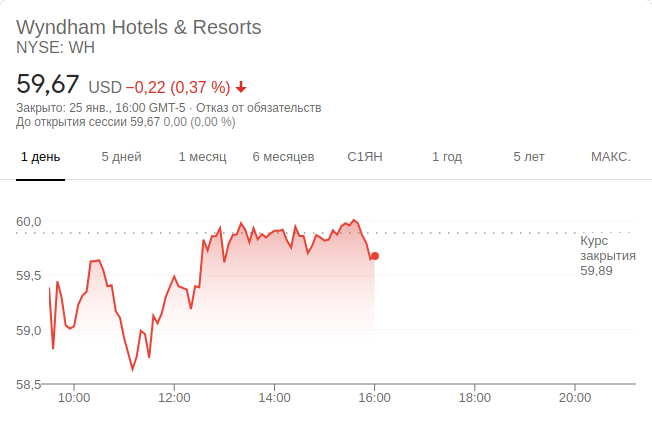 Wyndham Hotels & Resorts
NYSE: WH
59,67 USD −0,22 (0,37 %)
Закрыто: 25 янв., 16:00 GMT-5 · Отказ от обязательств
До открытия сессии 59,67 0,00 (0,00 %)
1 день 5 дней 1 месяц 6 месяцев С1ЯН 1 год 5 лет МАКС.
60,0
Курс
закрытия
59,89
59,5
59,0
58,5
10:00 12:00 14:00 16:00 18:00 20:00